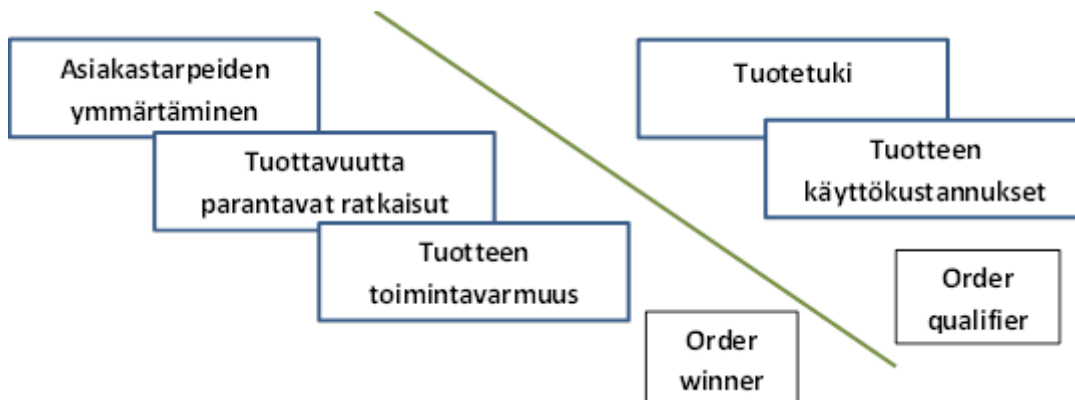 Asiakastarpeiden
ymmärtäminen
Tuottavuutta
parantavat ratkaisut
Tuotteen
toimintavarmuus
Order
winner
Tuotetuki
Tuotteen
käyttökustannukset
Order
qualifier